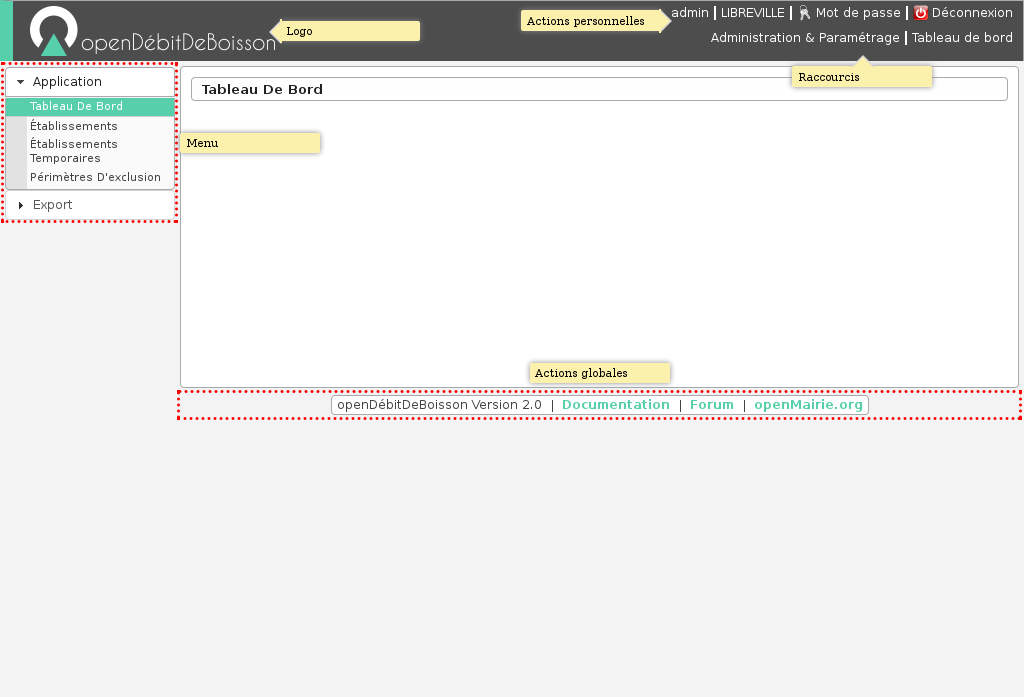 openDébitDeBoisson
Logo
Actions personnelles
admin | LIBREVILLE | Mot de passe | Déconnexion
Administration & Paramétrage | Tableau de bord
Raccourcis
Application
Tableau De Bord
Établissements
Établissements
Temporaires
Périmètres D'exclusion
Export
Menu
Tableau De Bord
Actions globales
openDébitDeBoisson Version 2.0 | Documentation | Forum | openMairie.org